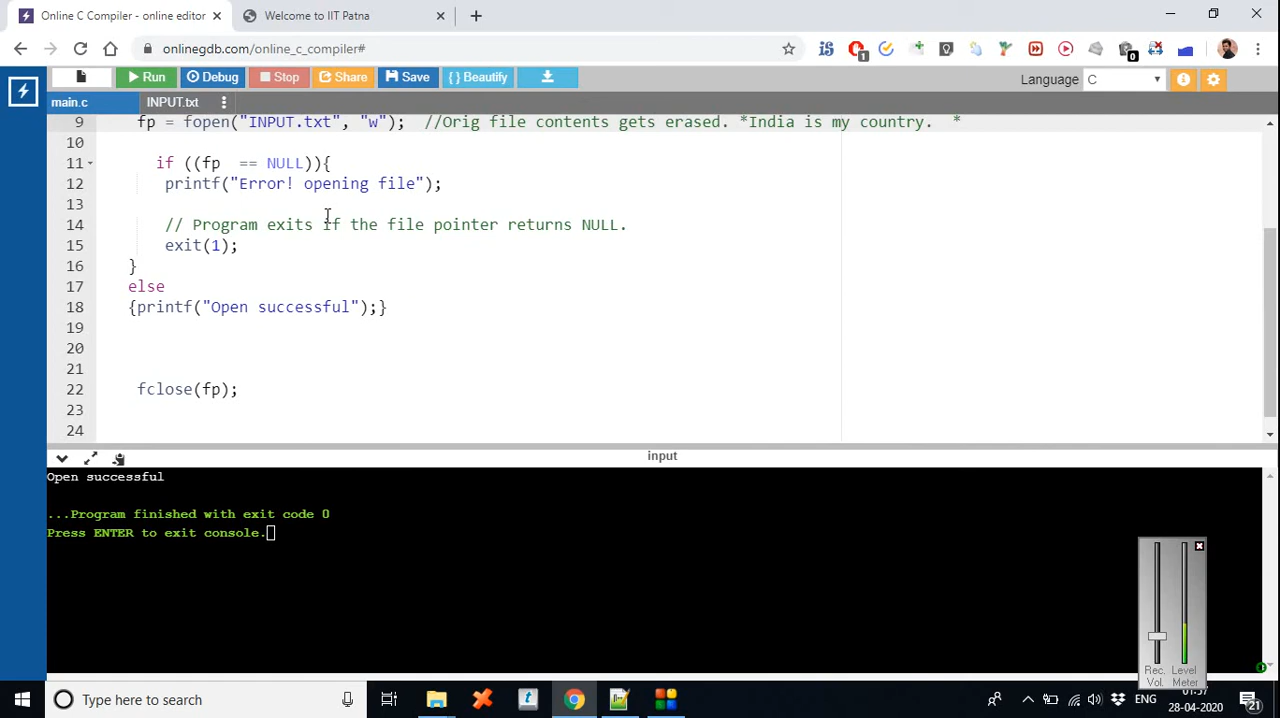 Online C Compiler - online editor
Welcome to IIT Patna
onlinegdb.com/online_c_compiler#
Run Debug Stop Share Save { } Beautify
Language C
main.c INPUT.txt
9 fp = fopen("INPUT.txt", "w"); //Orig file contents gets erased. *India is my country. *
10
11 if ((fp == NULL)){
12 printf("Error! opening file");
13
14 // Program exits if the file pointer returns NULL.
15 exit(1);
16 }
17 else
18 {printf("Open successful");}
19
20
21
22 fclose(fp);
23
24
input
Open successful
...Program finished with exit code 0
Press ENTER to exit console.
Rec. Vol. Level Meter
Type here to search
ENG
01:57
28-04-2020
21